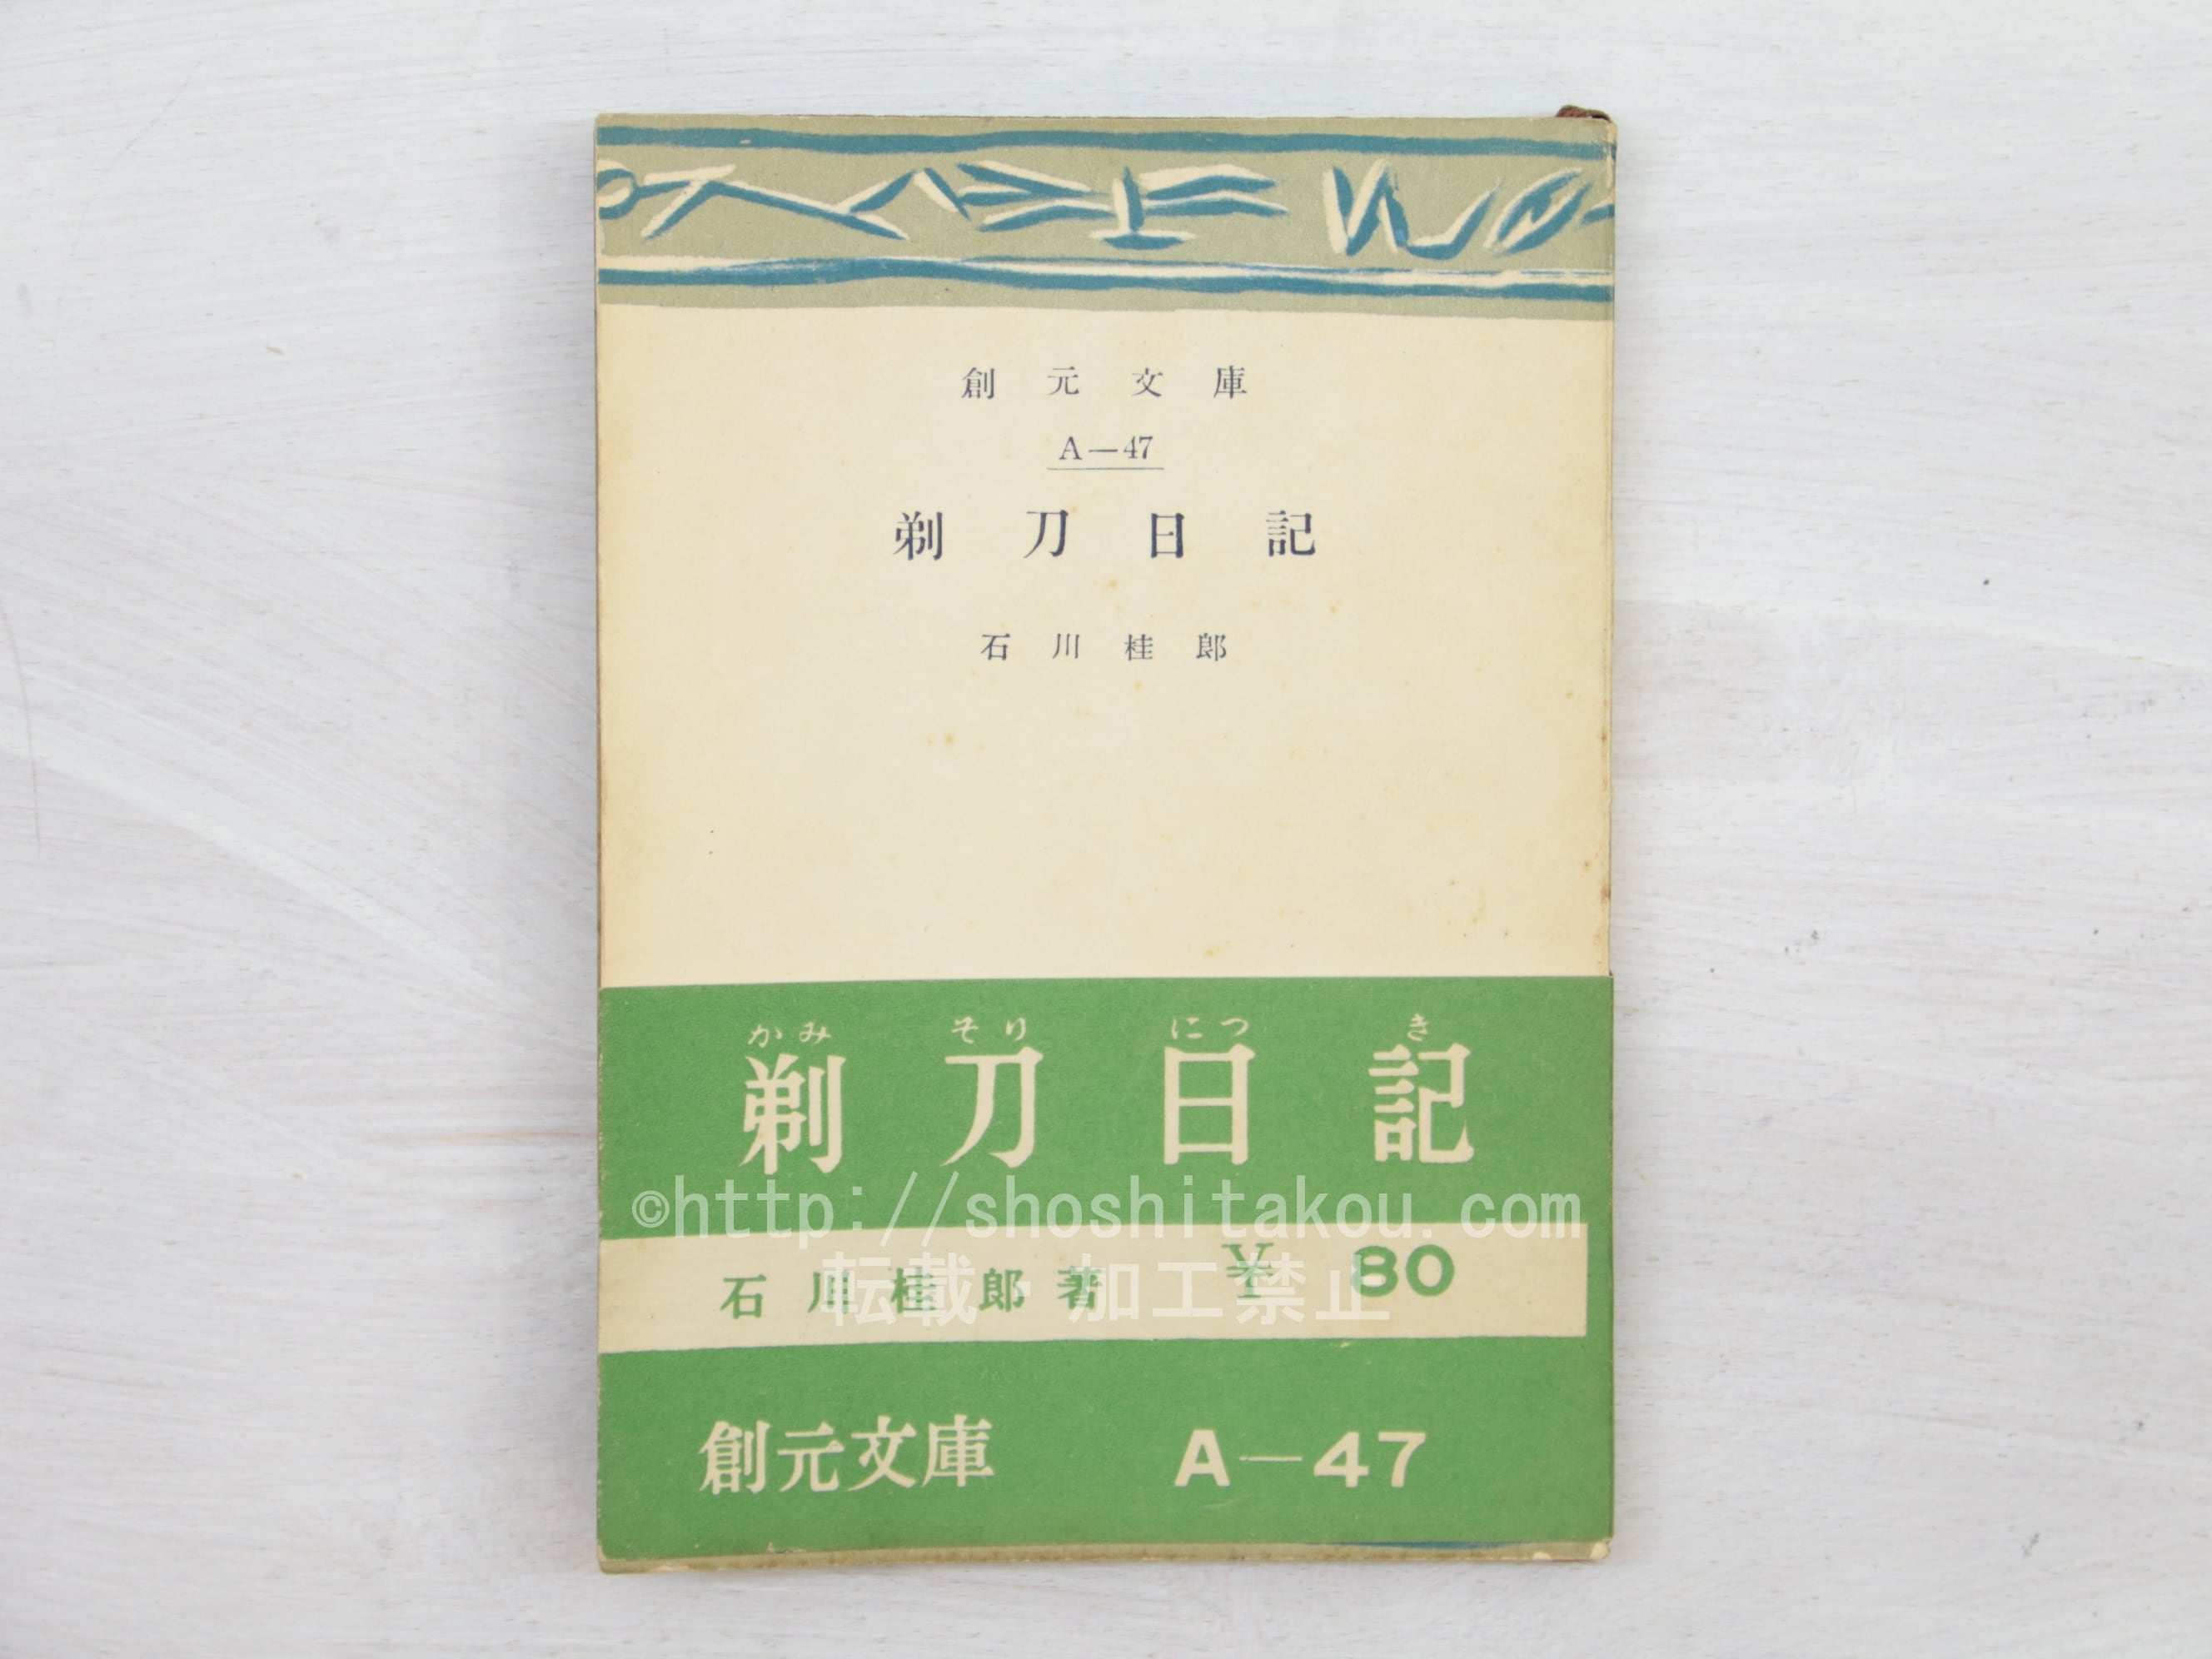 創元文庫
A—47
剃刀日記
石川桂郎
かみそりにつき
剃刀日記
©http://shoshitakou.com
転載・加工禁止
石川桂郎著 ¥80
創元文庫 A—47